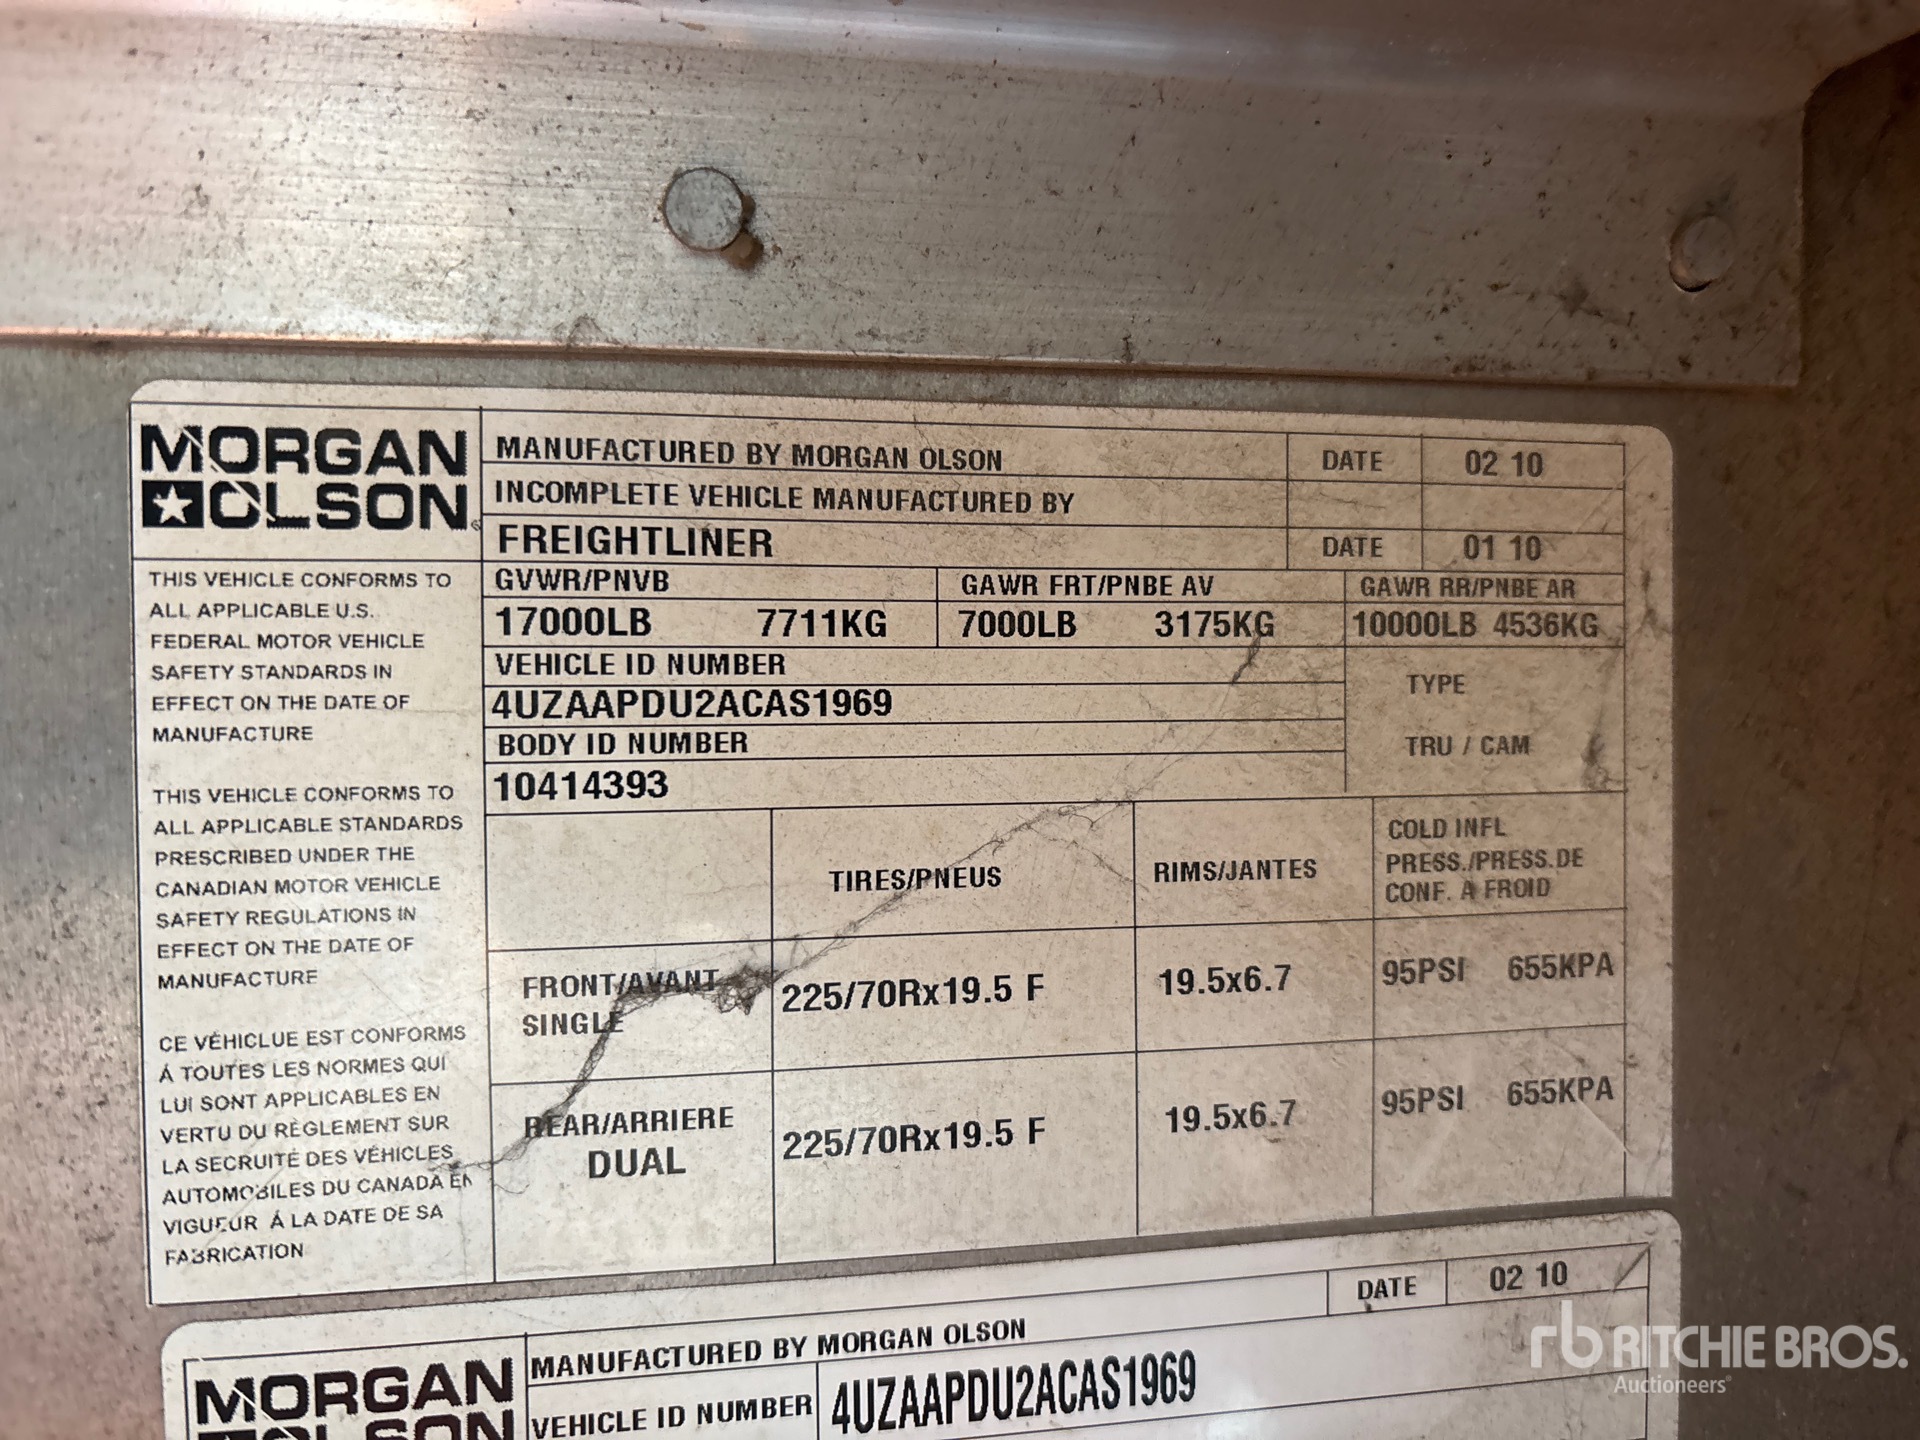 MORGAN
OLSON
MANUFACTURED BY MORGAN OLSON DATE 02 10
INCOMPLETE VEHICLE MANUFACTURED BY
FREIGHTLINER DATE 01 10
GVWR/PNVB GAWR FRT/PNBE AV GAWR RR/PNBE AR
17000LB 7711KG 7000LB 3175KG 10000LB 4536KG
VEHICLE ID NUMBER
4UZAAPDU2ACAS1969
BODY ID NUMBER
10414393
TYPE
TRU / CAM
THIS VEHICLE CONFORMS TO
ALL APPLICABLE U.S.
FEDERAL MOTOR VEHICLE
SAFETY STANDARDS IN
EFFECT ON THE DATE OF
MANUFACTURE
THIS VEHICLE CONFORMS TO
ALL APPLICABLE STANDARDS
PRESCRIBED UNDER THE
CANADIAN MOTOR VEHICLE
SAFETY REGULATIONS IN
EFFECT ON THE DATE OF
MANUFACTURE
CE VÉHICLUE EST CONFORMS
Á TOUTES LES NORMES QUI
LUI SONT APPLICABLES EN
VERTU DU RÈGLEMENT SUR
LA SECRUITÉ DES VÉHICLES
AUTOMOBILES DU CANADA EN
VIGUEUR Á LA DATE DE SA
FABRICATION
TIRES/PNEUS RIMS/JANTES COLD INFL
PRESS./PRESS.DE
CONF. A FROID
FRONT/AVANT
SINGLE 225/70Rx19.5 F 19.5x6.7 95PSI 655KPA
REAR/ARRIERE
DUAL 225/70Rx19.5 F 19.5x6.7 95PSI 655KPA
MORGAN
OLSON
MANUFACTURED BY MORGAN OLSON DATE 02 10
VEHICLE ID NUMBER 4UZAAPDU2ACAS1969
rb RITCHIE BROS.
Auctioneers